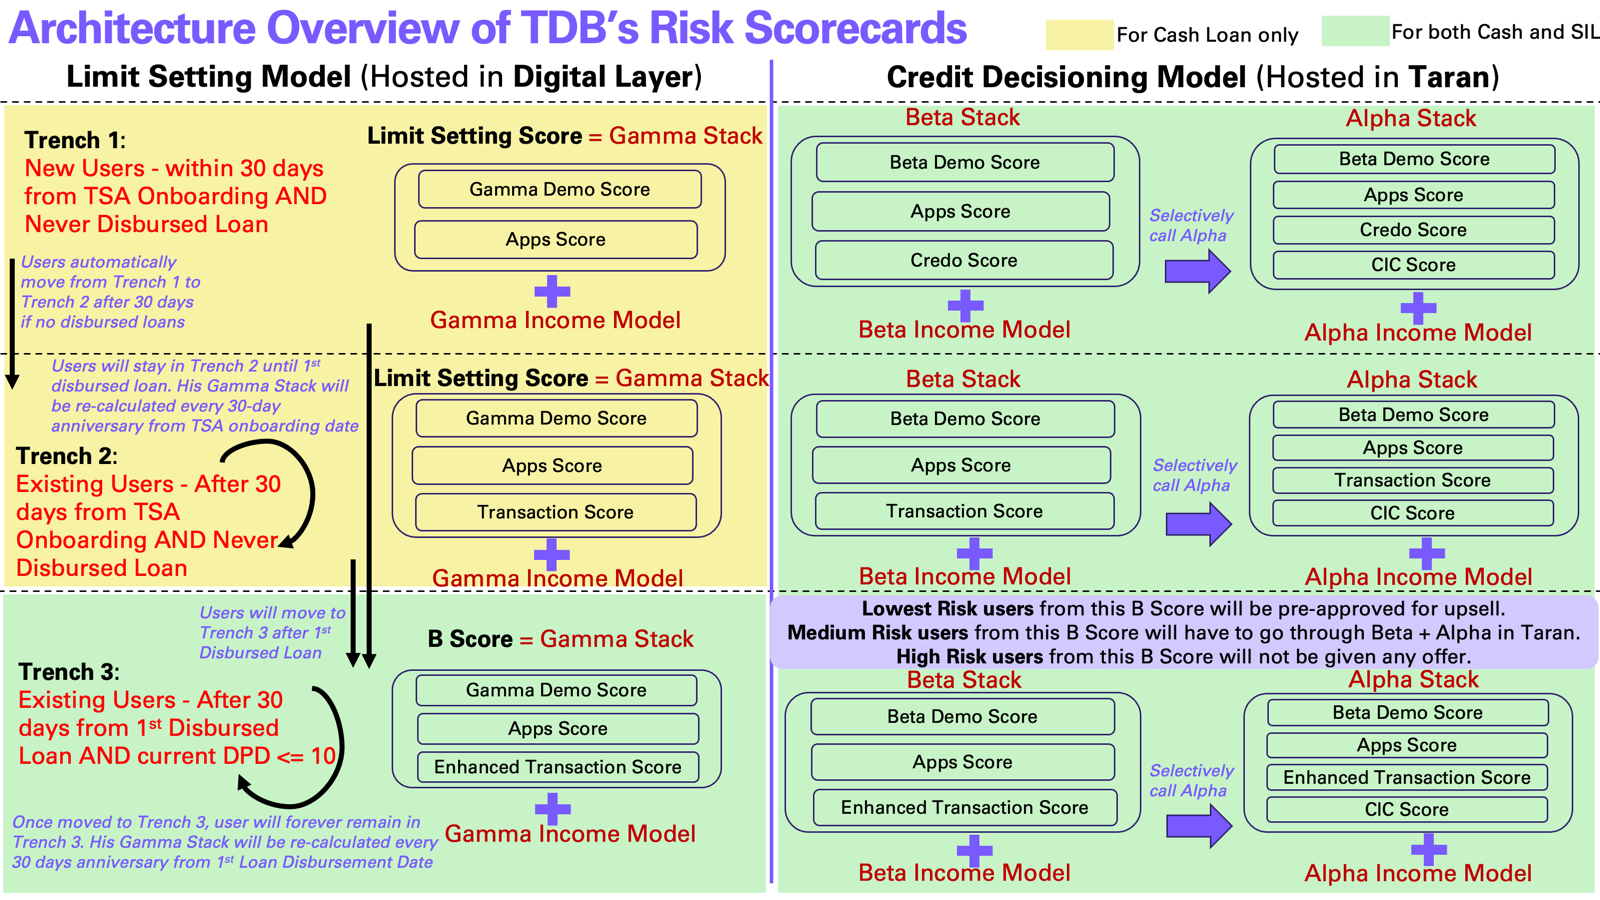 Architecture Overview of TDB's Risk Scorecards
For Cash Loan only
For both Cash and SIL
Limit Setting Model (Hosted in Digital Layer)
Credit Decisioning Model (Hosted in Taran)
Trench 1:
New Users - within 30 days
from TSA Onboarding AND
Never Disbursed Loan
Users automatically
move from Trench 1 to
Trench 2 after 30 days
if no disbursed loans
Limit Setting Score = Gamma Stack
Gamma Demo Score
Apps Score
Gamma Income Model
Beta Stack
Beta Demo Score
Apps Score
Credo Score
Beta Income Model
Selectively
call Alpha
Alpha Stack
Beta Demo Score
Apps Score
Credo Score
CIC Score
Alpha Income Model
Users will stay in Trench 2 until 1st
disbursed loan. His Gamma Stack will
be re-calculated every 30-day
anniversary from TSA onboarding date
Trench 2:
Existing Users - After 30
days from TSA
Onboarding AND Never
Disbursed Loan
Limit Setting Score = Gamma Stack
Gamma Demo Score
Apps Score
Transaction Score
Gamma Income Model
Beta Stack
Beta Demo Score
Apps Score
Transaction Score
Beta Income Model
Selectively
call Alpha
Alpha Stack
Beta Demo Score
Apps Score
Transaction Score
CIC Score
Alpha Income Model
Users will move to
Trench 3 after 1st
Disbursed Loan
Trench 3:
Existing Users - After 30
days from 1st Disbursed
Loan AND current DPD <= 10
Once moved to Trench 3, user will forever remain in
Trench 3. His Gamma Stack will be re-calculated every
30 days anniversary from 1st Loan Disbursement Date
B Score = Gamma Stack
Gamma Demo Score
Apps Score
Enhanced Transaction Score
Gamma Income Model
Lowest Risk users from this B Score will be pre-approved for upsell.
Medium Risk users from this B Score will have to go through Beta + Alpha in Taran.
High Risk users from this B Score will not be given any offer.
Beta Stack
Beta Demo Score
Apps Score
Enhanced Transaction Score
Beta Income Model
Selectively
call Alpha
Alpha Stack
Beta Demo Score
Apps Score
Enhanced Transaction Score
CIC Score
Alpha Income Model